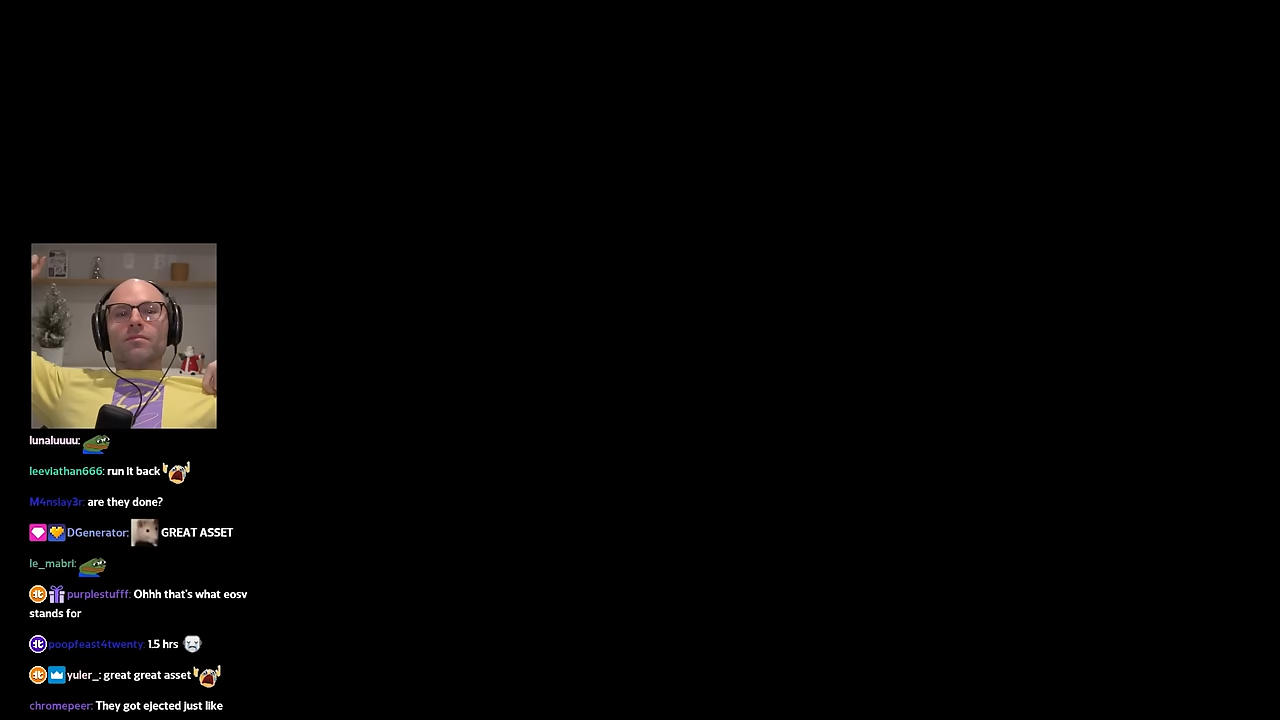 lunaluuuu:
leeviathan666: run it back
M4nslay3r: are they done?
DGenerator: GREAT ASSET
le_mabri:
purplestufff: Ohhh that's what eosv
stands for
poopfeast4twenty: 1.5 hrs
yuler_: great great asset
chromepeer: They got ejected just like